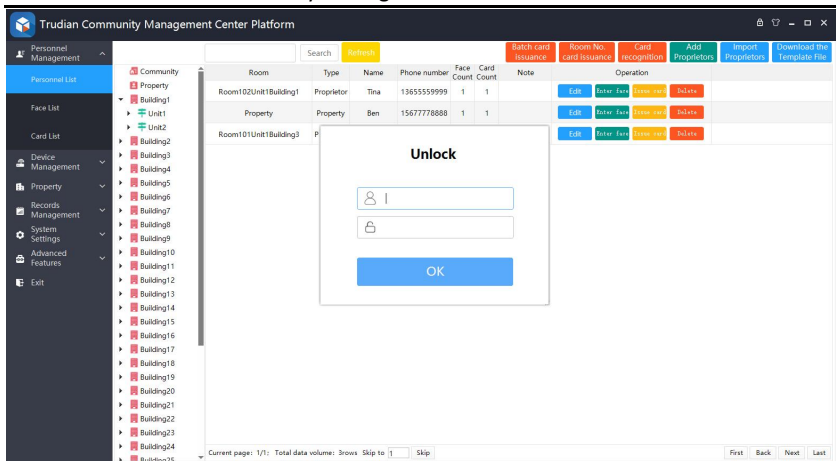 Trudian Community Management Center Platform
Personnel Management
Personnel List
Face List
Card List
Device Management
Property
Records Management
System Settings
Advanced Features
Exit
Community
Property
Building1
Unit1
Unit2
Building2
Building3
Building4
Building5
Building6
Building7
Building8
Building9
Building10
Building11
Building12
Building13
Building14
Building15
Building16
Building17
Building18
Building19
Building20
Building21
Building22
Building23
Building24
Building25
Search Refresh
Batch card issuance
Room No. card issuance
Card recognition
Add Proprietors
Import Proprietors
Download the Template File
Room Type Name Phone number Face Count Card Count Note Operation
Room102Unit1Building1 Proprietor Tina 13655559999 1 1 Edit Enter face Issue card Delete
Property Property Ben 15677778888 1 1 Edit Enter face Issue card Delete
Room101Unit1Building3 P Edit Enter face Issue card Delete
Unlock
OK
Current page: 1/1; Total data volume: 3rows Skip to 1 Skip
First Back Next Last